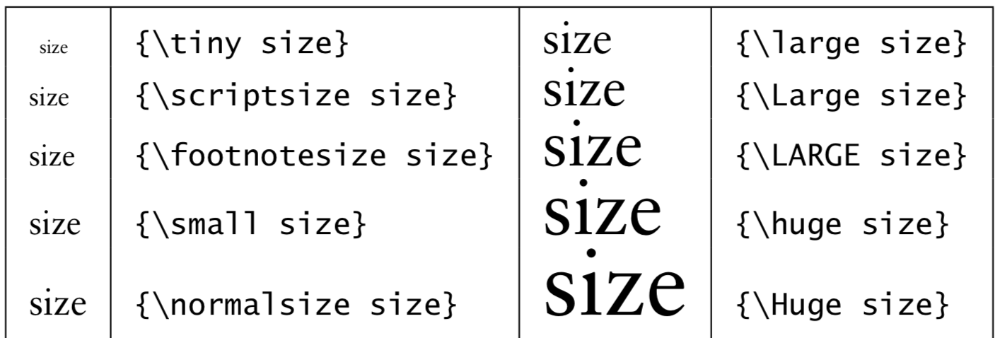 size {\tiny size} size {\large size}
size {\scriptsize size} size {\Large size}
size {\footnotesize size} size {\LARGE size}
size {\small size} size {\huge size}
size {\normalsize size} size {\Huge size}